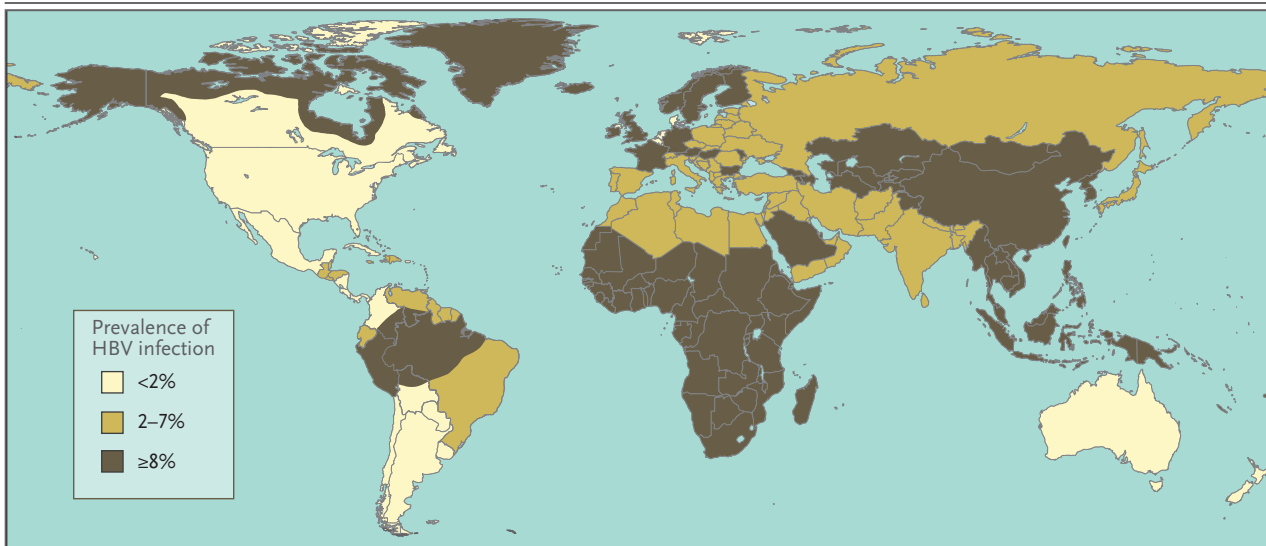 Prevalence of
HBV infection
<2%
2–7%
≥8%